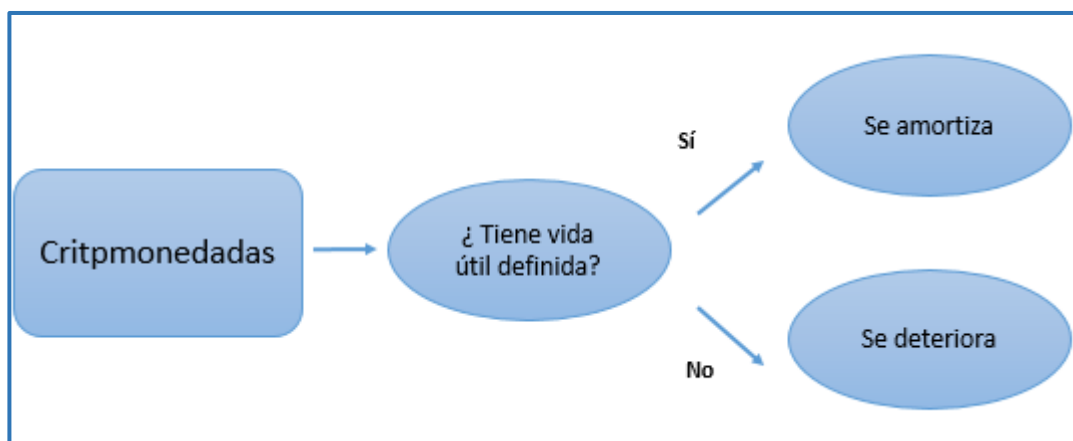 Critpmonedadas
¿ Tiene vida
útil definida?
Sí
Se amortiza
No
Se deteriora